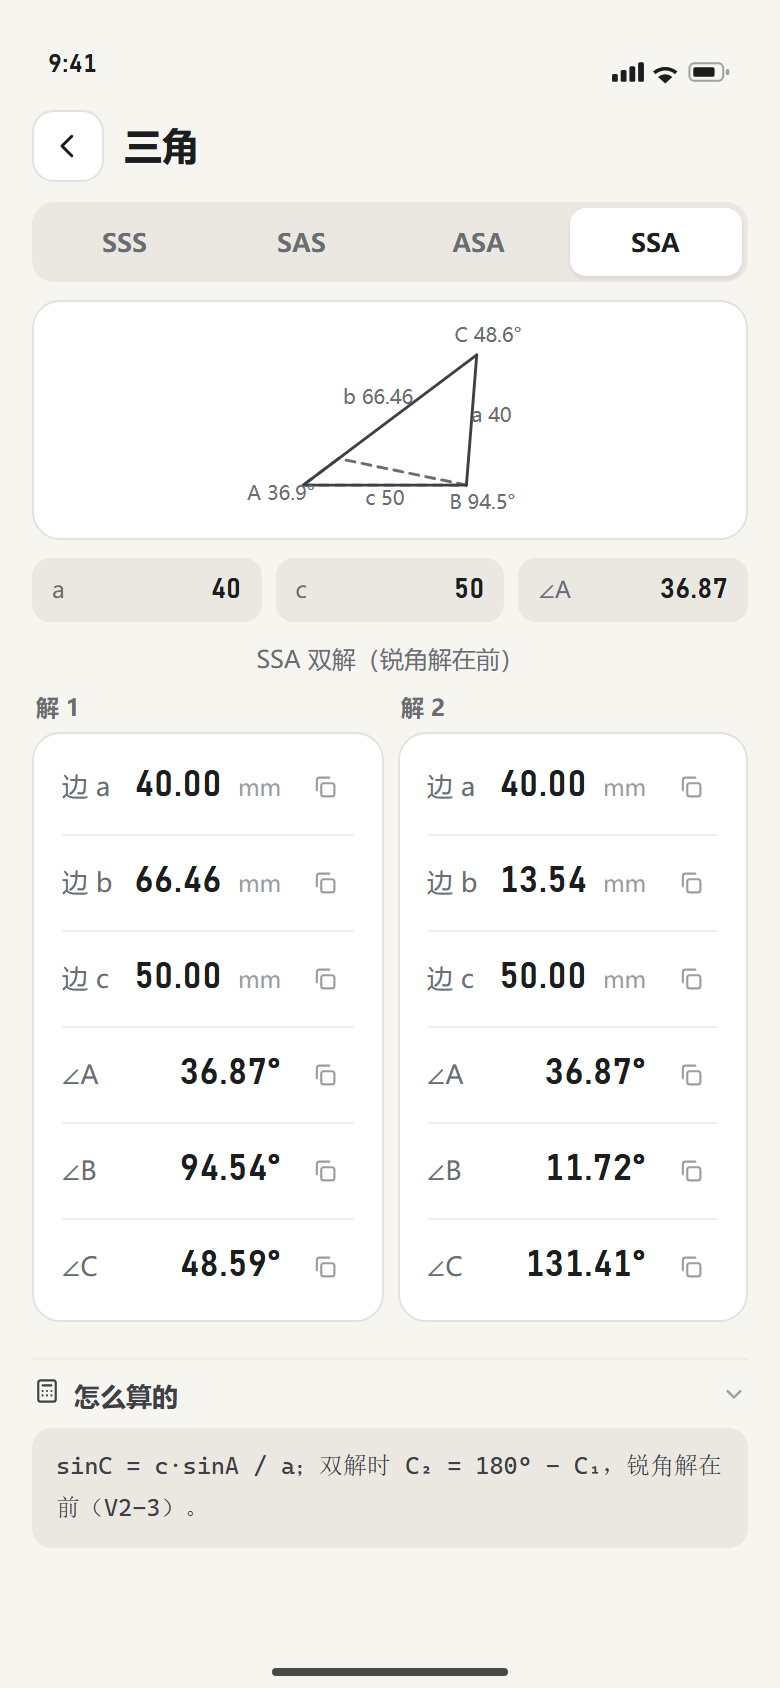 9:41
三角
SSS SAS ASA SSA
C 48.6°
b 66.46
a 40
A 36.9°
c 50
B 94.5°
a 40 c 50 ∠A 36.87
SSA 双解（锐角解在前）
解 1
边 a 40.00 mm
边 b 66.46 mm
边 c 50.00 mm
∠A 36.87°
∠B 94.54°
∠C 48.59°
解 2
边 a 40.00 mm
边 b 13.54 mm
边 c 50.00 mm
∠A 36.87°
∠B 11.72°
∠C 131.41°
怎么算的
sinC = c·sinA / a; 双解时 C₂ = 180° − C₁，锐角解在
前（V2-3）。